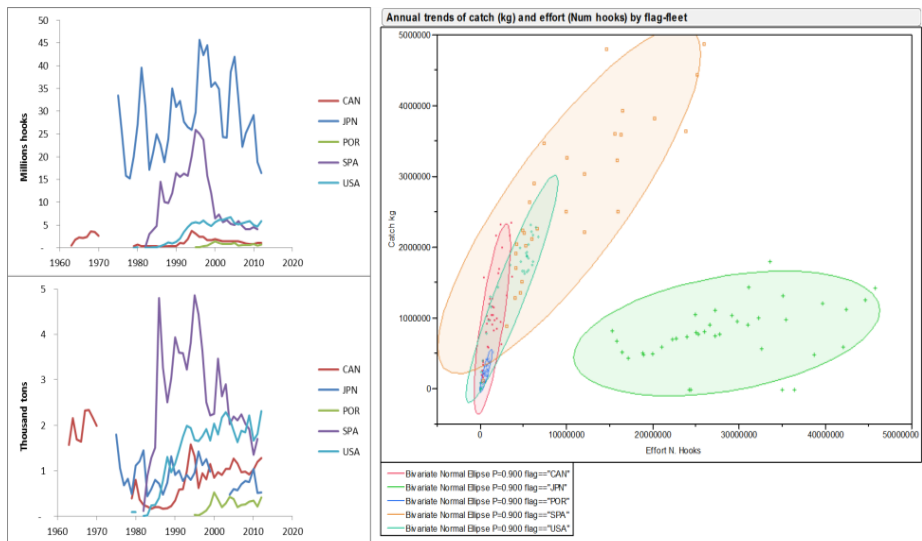 Millions hooks
50
45
40
35
30
25
20
15
10
5
-
1960 1970 1980 1990 2000 2010 2020
CAN
JPN
POR
SPA
USA
Thousand tons
5
4
3
2
1
-
1960 1970 1980 1990 2000 2010 2020
CAN
JPN
POR
SPA
USA
Annual trends of catch (kg) and effort (Num hooks) by flag-fleet
Catch kg
5000000
4000000
3000000
2000000
1000000
0
0 10000000 20000000 30000000 40000000 50000000
Effort N. Hooks
Bivariate Normal Ellipse P=0.900 flag=="CAN"
Bivariate Normal Ellipse P=0.900 flag=="JPN"
Bivariate Normal Ellipse P=0.900 flag=="POR"
Bivariate Normal Ellipse P=0.900 flag=="SPA"
Bivariate Normal Ellipse P=0.900 flag=="USA"